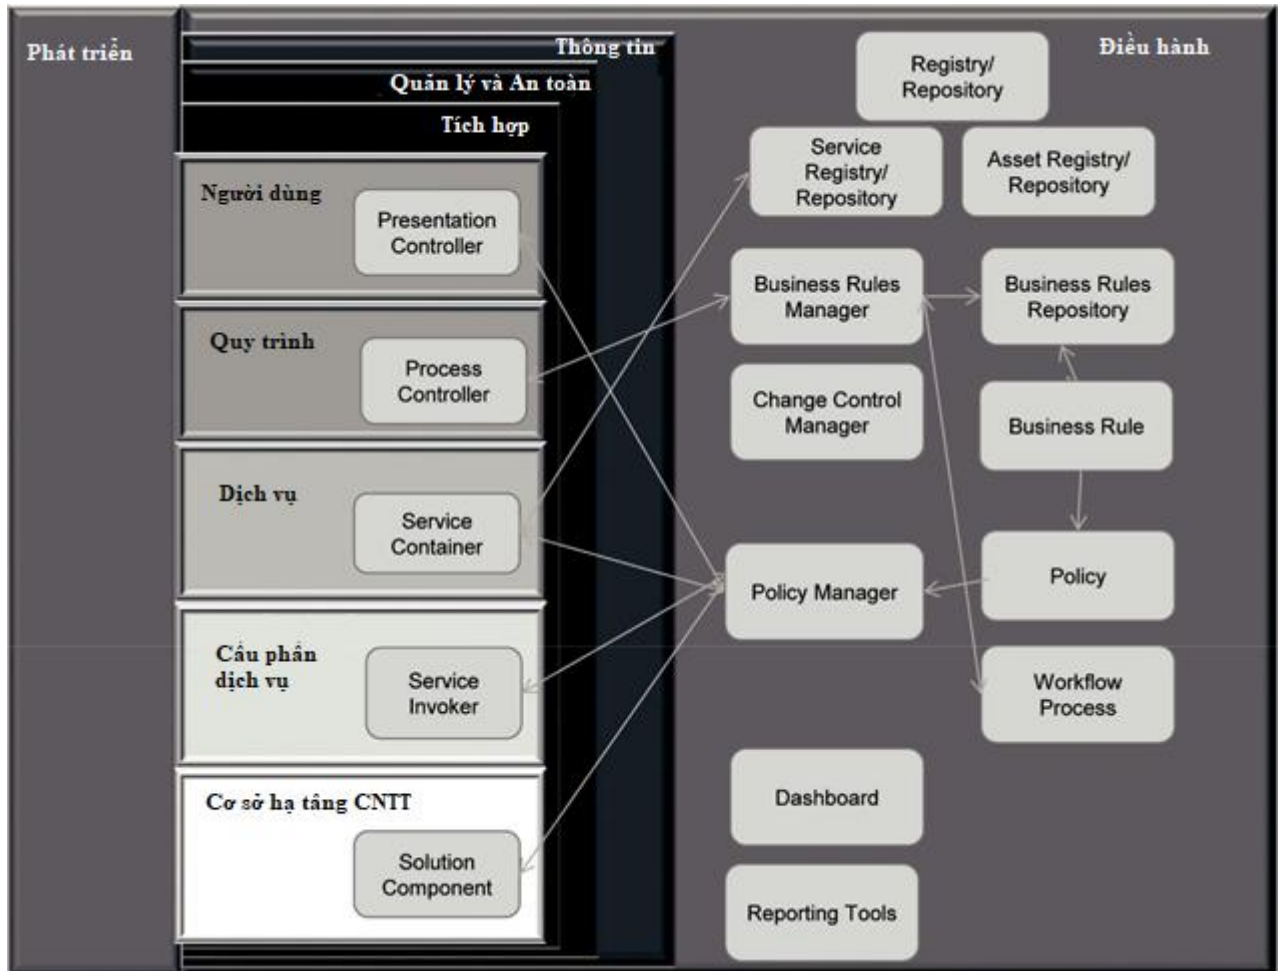 Phát triển
Thông tin
Quản lý và An toàn
Tích hợp
Người dùng
Presentation
Controller
Quy trình
Process
Controller
Dịch vụ
Service
Container
Cấu phần
dịch vụ
Service
Invoker
Cơ sở hạ tầng CNTT
Solution
Component
Điều hành
Registry/
Repository
Service
Registry/
Repository
Asset Registry/
Repository
Business Rules
Manager
Business Rules
Repository
Change Control
Manager
Business Rule
Policy Manager
Policy
Workflow
Process
Dashboard
Reporting Tools